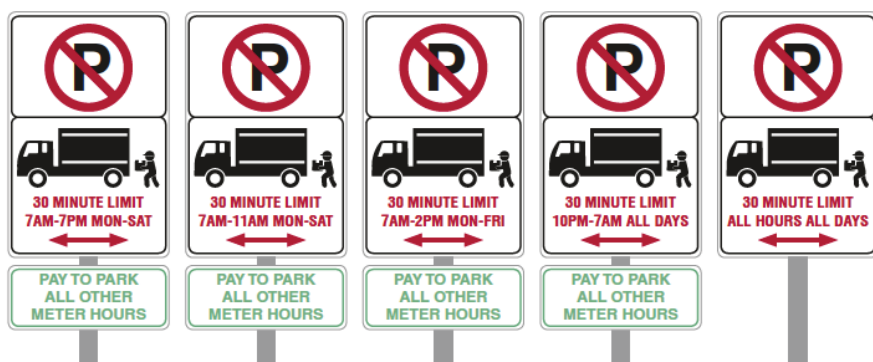 P
30 MINUTE LIMIT
7AM-7PM MON-SAT
PAY TO PARK
ALL OTHER
METER HOURS
P
30 MINUTE LIMIT
7AM-11AM MON-SAT
PAY TO PARK
ALL OTHER
METER HOURS
P
30 MINUTE LIMIT
7AM-2PM MON-FRI
PAY TO PARK
ALL OTHER
METER HOURS
P
30 MINUTE LIMIT
10PM-7AM ALL DAYS
PAY TO PARK
ALL OTHER
METER HOURS
P
30 MINUTE LIMIT
ALL HOURS ALL DAYS